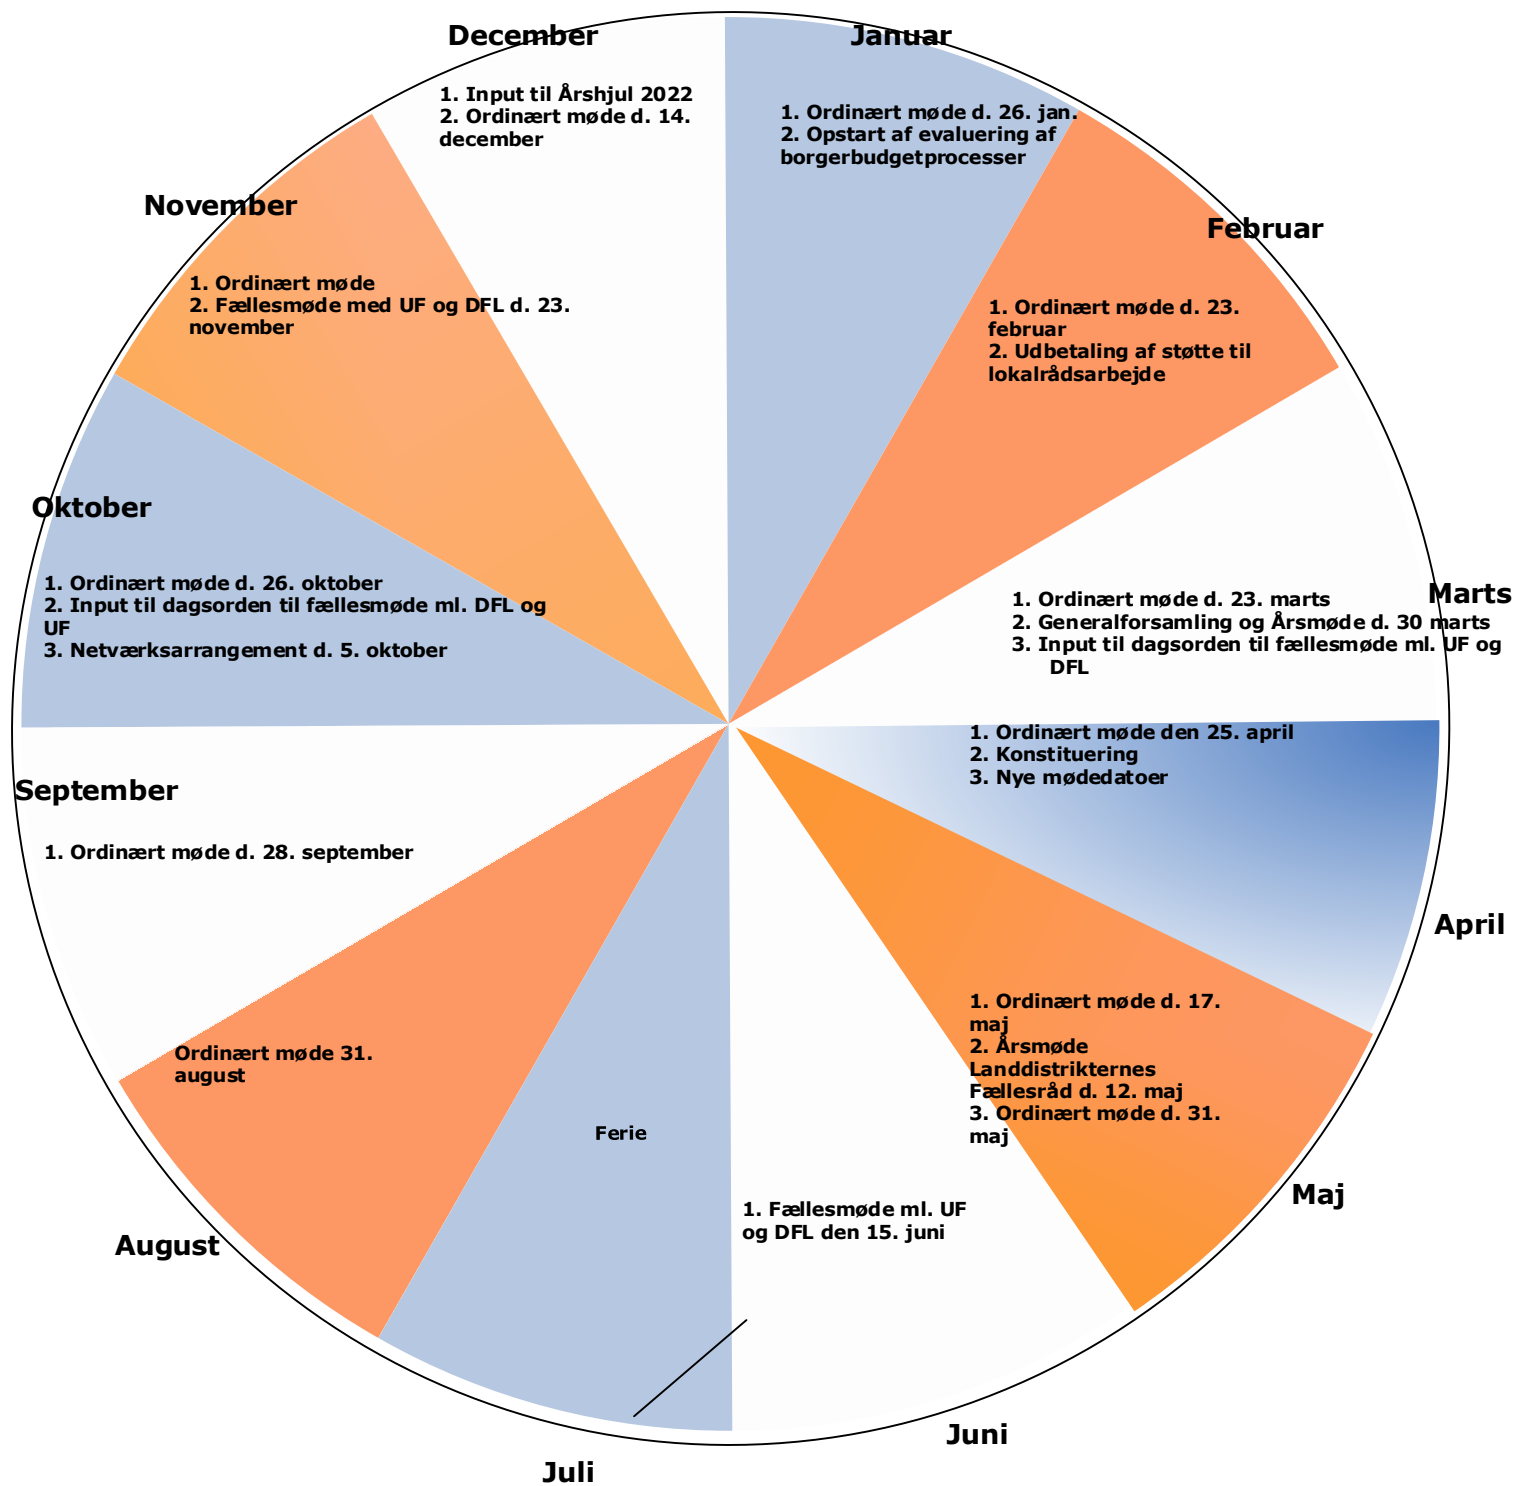 Januar
1. Ordinært møde d. 26. jan.
2. Opstart af evaluering af
borgerbudgetprocesser
Februar
1. Ordinært møde d. 23.
februar
2. Udbetaling af støtte til
lokalrådsarbejde
Marts
1. Ordinært møde d. 23. marts
2. Generalforsamling og Årsmøde d. 30 marts
3. Input til dagsorden til fællesmøde ml. UF og
DFL
April
1. Ordinært møde den 25. april
2. Konstituering
3. Nye mødedatoer
Maj
1. Ordinært møde d. 17.
maj
2. Årsmøde
Landdistrikternes
Fællesråd d. 12. maj
3. Ordinært møde d. 31.
maj
Juni
1. Fællesmøde ml. UF
og DFL den 15. juni
Juli
Ferie
August
Ordinært møde 31.
august
September
1. Ordinært møde d. 28. september
Oktober
1. Ordinært møde d. 26. oktober
2. Input til dagsorden til fællesmøde ml. DFL og
UF
3. Netværksarrangement d. 5. oktober
November
1. Ordinært møde
2. Fællesmøde med UF og DFL d. 23.
november
December
1. Input til Årshjul 2022
2. Ordinært møde d. 14.
december